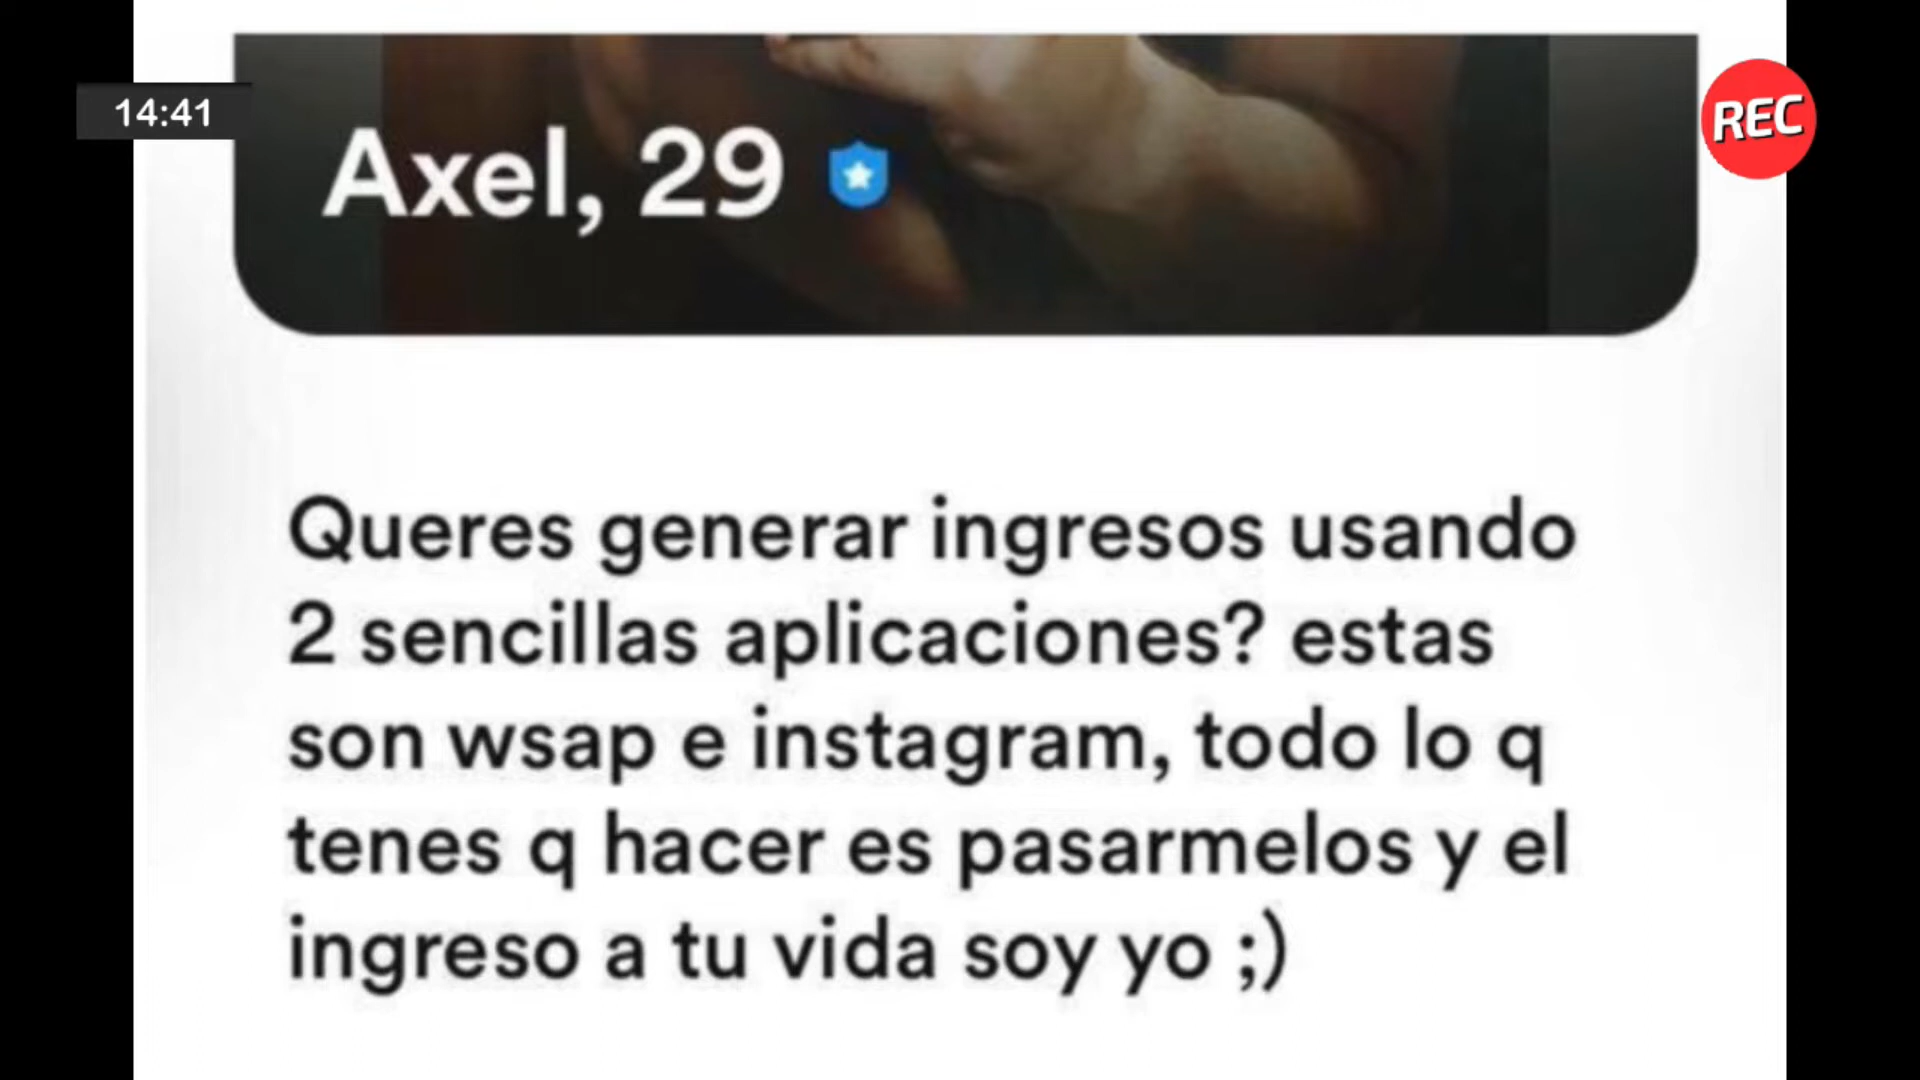 14:41
REC
Axel, 29
Queres generar ingresos usando
2 sencillas aplicaciones? estas
son wsap e instagram, todo lo q
tenes q hacer es pasarmelos y el
ingreso a tu vida soy yo ;)